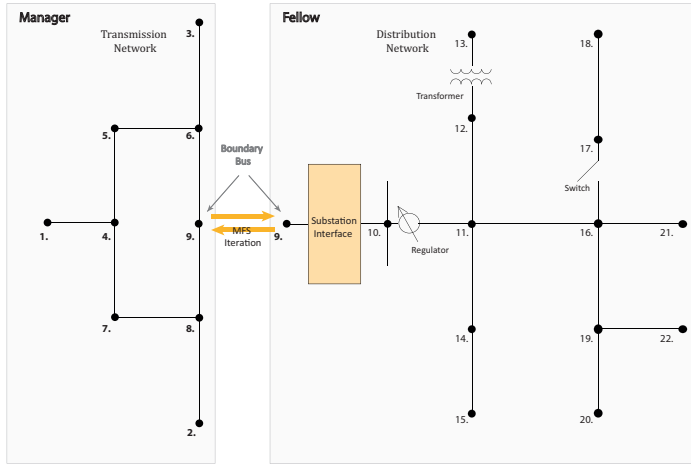 Manager
Fellow
Transmission
Network
Distribution
Network
3.
13.
18.
Transformer
5.
6.
12.
17.
Boundary
Bus
Switch
1.
4.
9.
MFS
Iteration
9.
Substation
Interface
10.
Regulator
11.
16.
21.
7.
8.
14.
19.
22.
2.
15.
20.